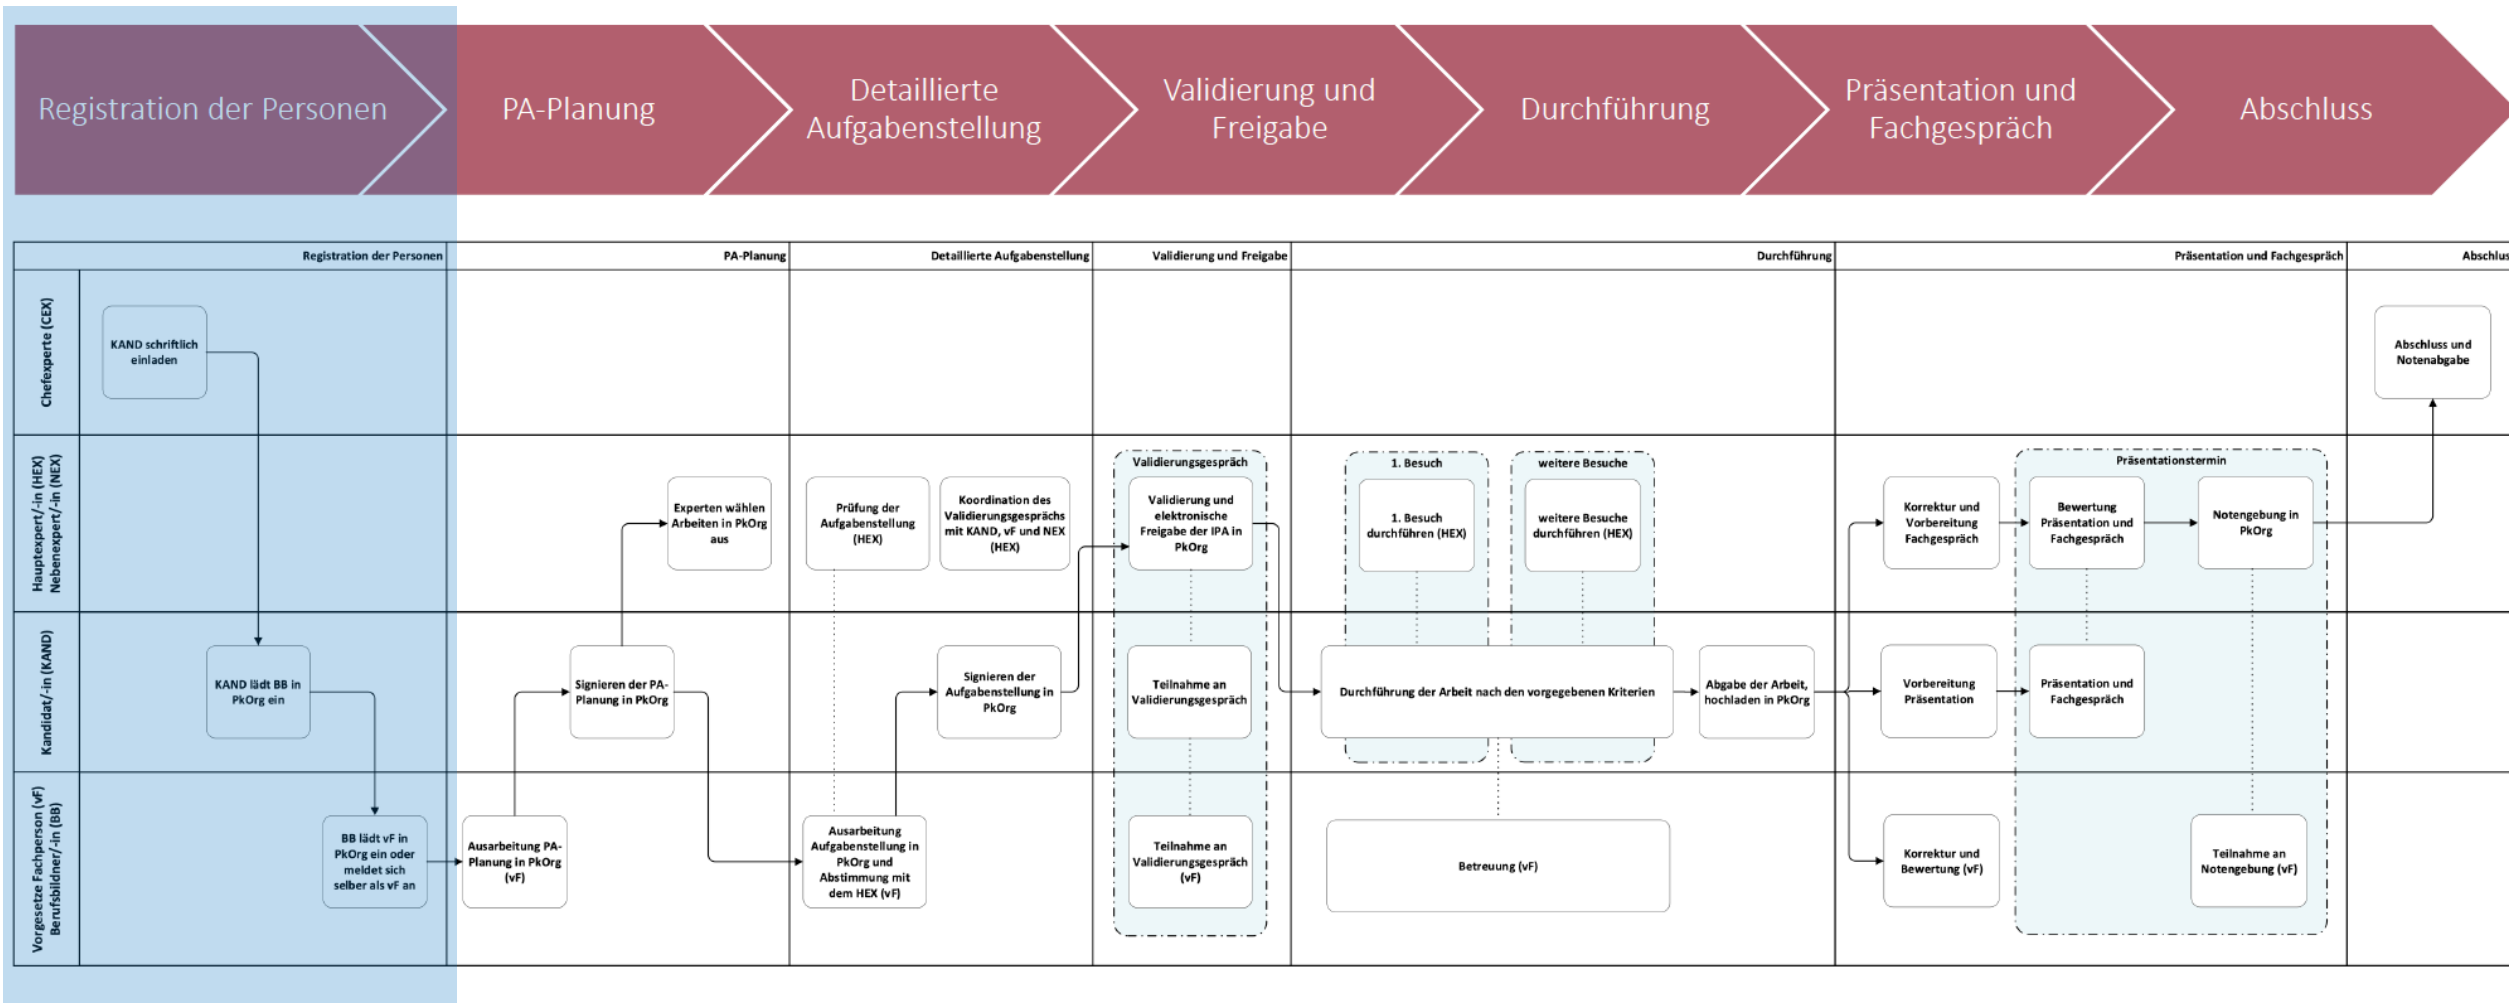 Registration der Personen
PA-Planung
Detaillierte
Aufgabenstellung
Validierung und
Freigabe
Durchführung
Präsentation und
Fachgespräch
Abschluss
Registration der Personen
PA-Planung
Detaillierte Aufgabenstellung
Validierung und Freigabe
Durchführung
Präsentation und Fachgespräch
Abschlus
Chefexperte (CEX)
KAND schriftlich
einladen
Abschluss und
Notenabgabe
Hauptexpert/-in (HEX)
Nebenexpert/-in (NEX)
Experten wählen
Arbeiten in PkOrg
aus
Prüfung der
Aufgabenstellung
(HEX)
Koordination des
Validierungsgesprächs
mit KAND, vF und NEX
(HEX)
Validierungsgespräch
Validierung und
elektronische
Freigabe der IPA in
PkOrg
1. Besuch
1. Besuch
durchführen (HEX)
weitere Besuche
weitere Besuche
durchführen (HEX)
Korrektur und
Vorbereitung
Fachgespräch
Präsentationstermin
Bewertung
Präsentation und
Fachgespräch
Notengebung in
PkOrg
Kandidat/-in (KAND)
KAND lädt BB in
PkOrg ein
Signieren der PA-
Planung in PkOrg
Signieren der
Aufgabenstellung in
PkOrg
Teilnahme an
Validierungsgespräch
Durchführung der Arbeit nach den vorgegebenen Kriterien
Abgabe der Arbeit,
hochladen in PkOrg
Vorbereitung
Präsentation
Präsentation und
Fachgespräch
Vorgesetze Fachperson (vF)
Berufsbildner/-in (BB)
BB lädt vF in
PkOrg ein oder
meldet sich
selber als vF an
Ausarbeitung PA-
Planung in PkOrg
(vF)
Ausarbeitung
Aufgabenstellung in
PkOrg und
Abstimmung mit
dem HEX (vF)
Teilnahme an
Validierungsgespräch
(vF)
Betreuung (vF)
Korrektur und
Bewertung (vF)
Teilnahme an
Notengebung (vF)